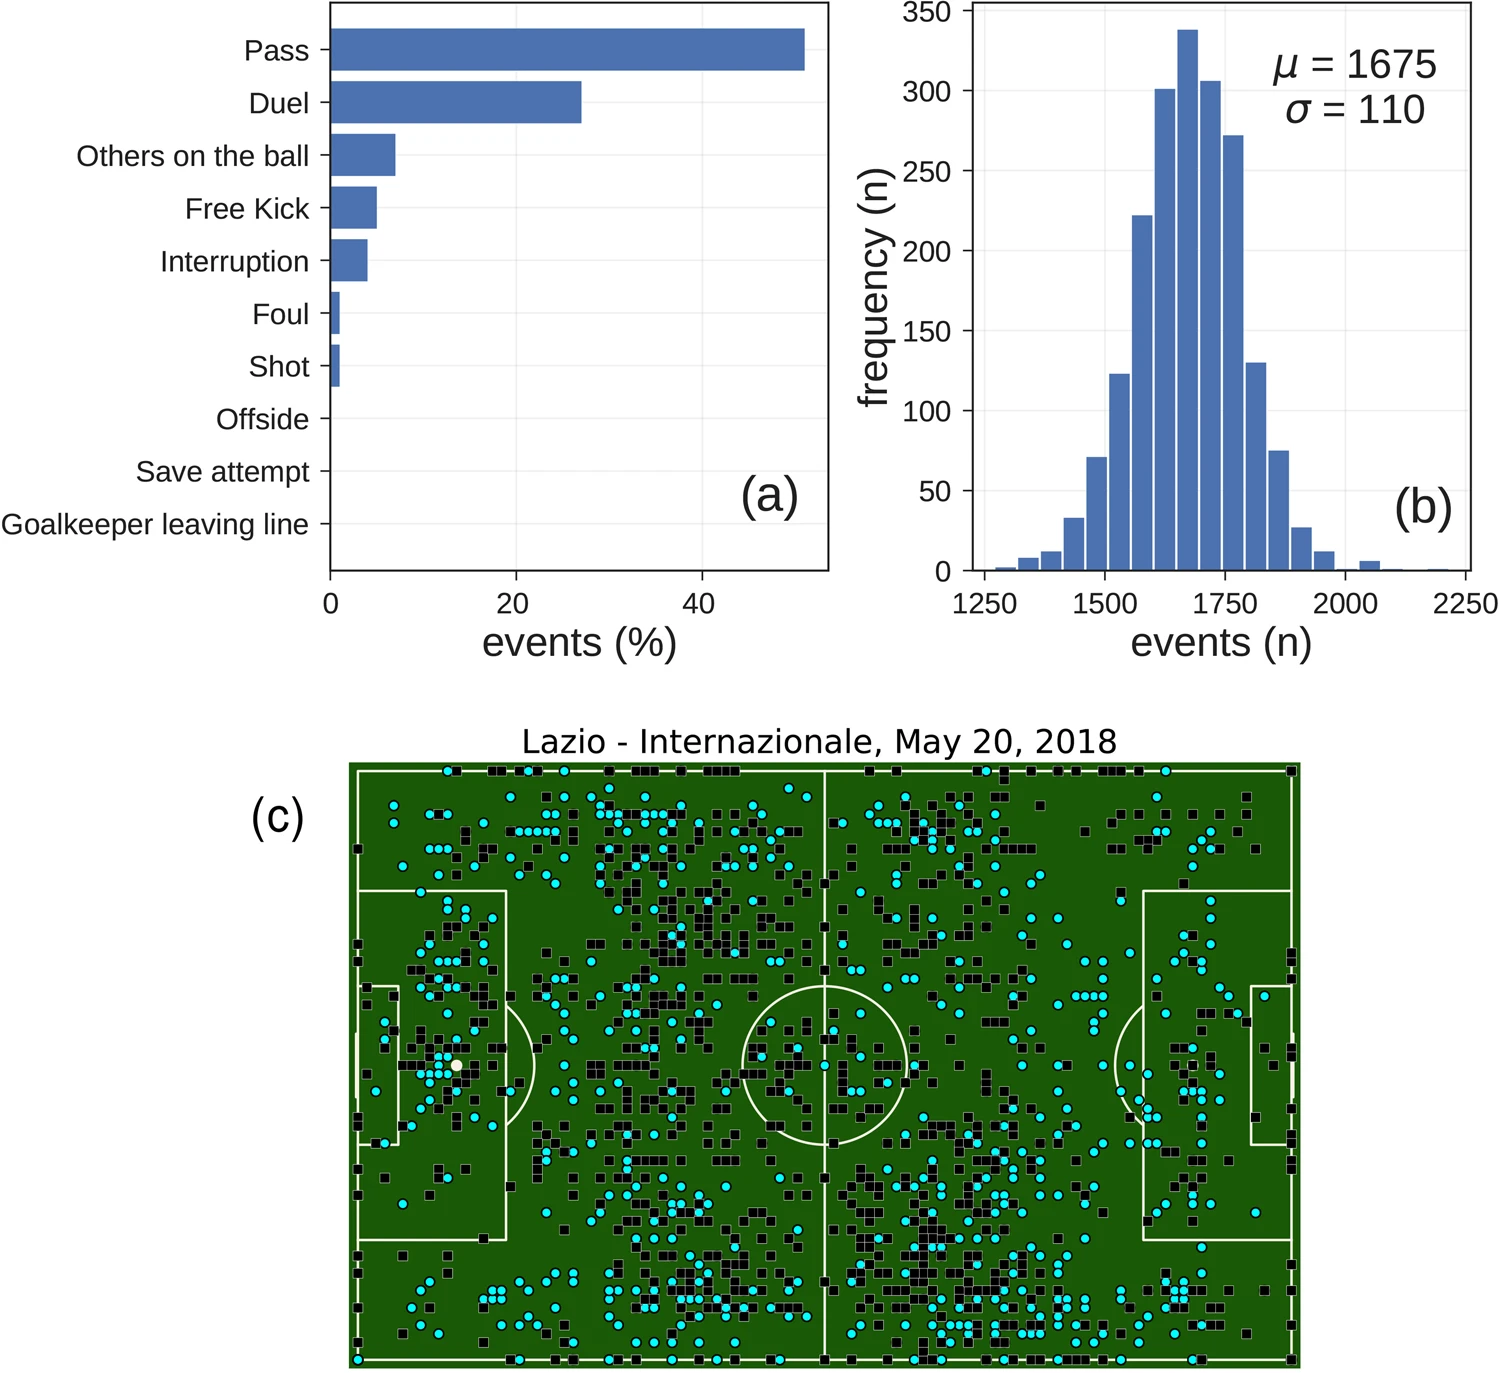 Pass
Duel
Others on the ball
Free Kick
Interruption
Foul
Shot
Offside
Save attempt
Goalkeeper leaving line
(a)
0 20 40
events (%)
350
300
250
200
150
100
50
0
frequency (n)
μ = 1675
σ = 110
(b)
1250 1500 1750 2000 2250
events (n)
Lazio - Internazionale, May 20, 2018
(c)